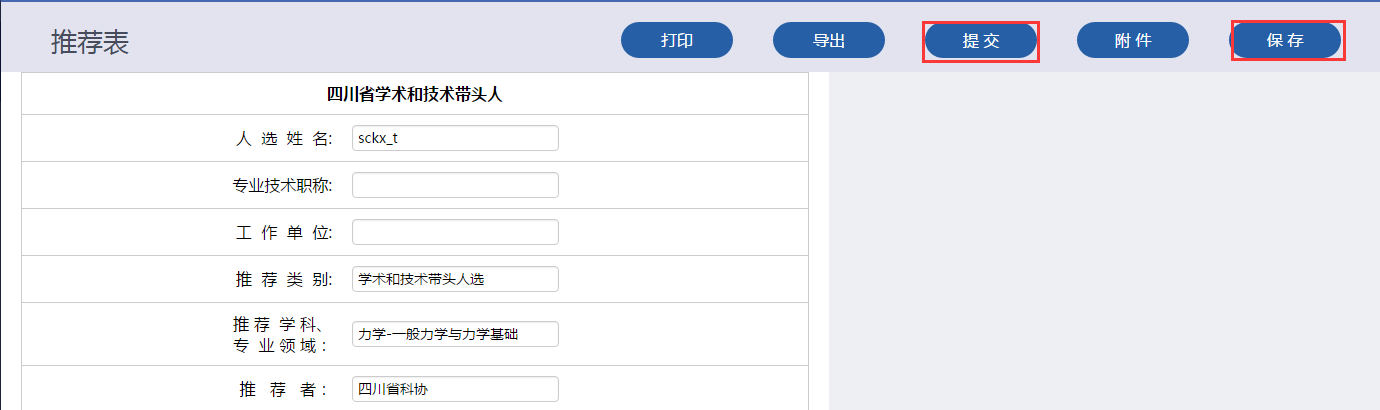 推荐表 打印 导出 提 交 附 件 保 存
四川省学术和技术带头人
人 选 姓 名: sckx_t
专业技术职称:
工 作 单 位:
推 荐 类 别: 学术和技术带头人选
推 荐 学 科、
专 业 领 域 : 力学-一般力学与力学基础
推 荐 者 : 四川省科协